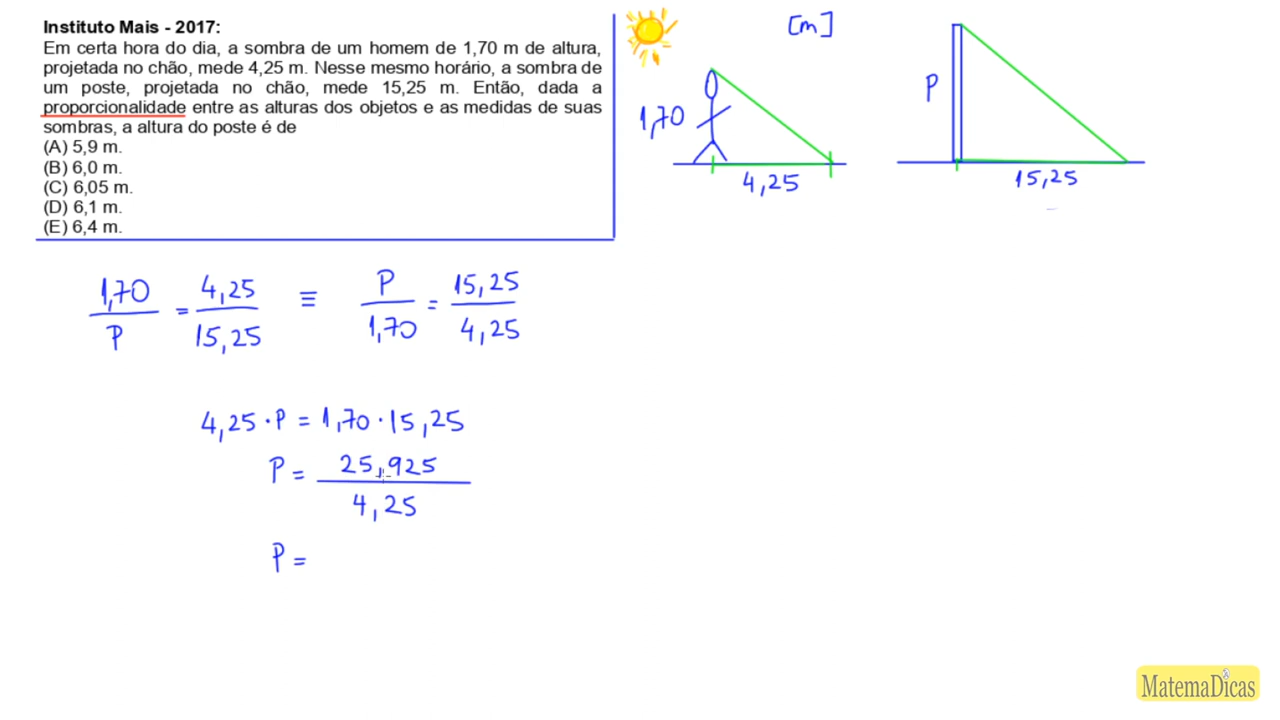 Instituto Mais - 2017:
Em certa hora do dia, a sombra de um homem de 1,70 m de altura,
projetada no chão, mede 4,25 m. Nesse mesmo horário, a sombra de
um poste, projetada no chão, mede 15,25 m. Então, dada a
proporcionalidade entre as alturas dos objetos e as medidas de suas
sombras, a altura do poste é de
(A) 5,9 m.
(B) 6,0 m.
(C) 6,05 m.
(D) 6,1 m.
(E) 6,4 m.
[m]
1,70
4,25
P
15,25
1,70/P = 4,25/15,25 ≡ P/1,70 = 15,25/4,25
4,25 · P = 1,70 · 15,25
P = 25,925/4,25
P =
MatemaDicas